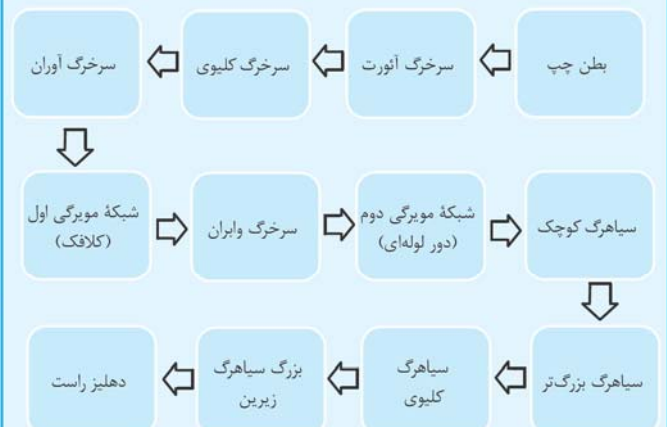 بطن چپ
سرخرگ آئورت
سرخرگ کلیوی
سرخرگ آوران
شبکهٔ مویرگی اول
(کلافک)
سرخرگ وابران
شبکهٔ مویرگی دوم
(دور لوله‌ای)
سیاهرگ کوچک
سیاهرگ بزرگ‌تر
سیاهرگ
کلیوی
بزرگ سیاهرگ
زیرین
دهلیز راست